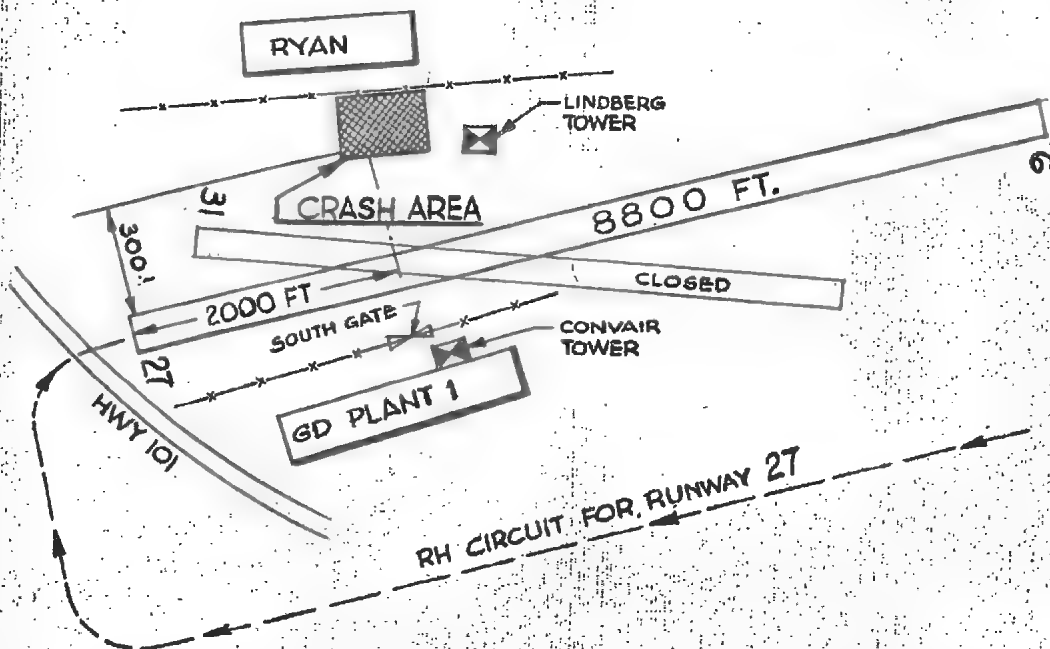 RYAN
LINDBERG
TOWER
31
CRASH AREA
8800 FT.
300'
2000 FT
CLOSED
SOUTH GATE
CONVAIR
TOWER
27
HWY 101
GD PLANT 1
RH CIRCUIT FOR RUNWAY 27